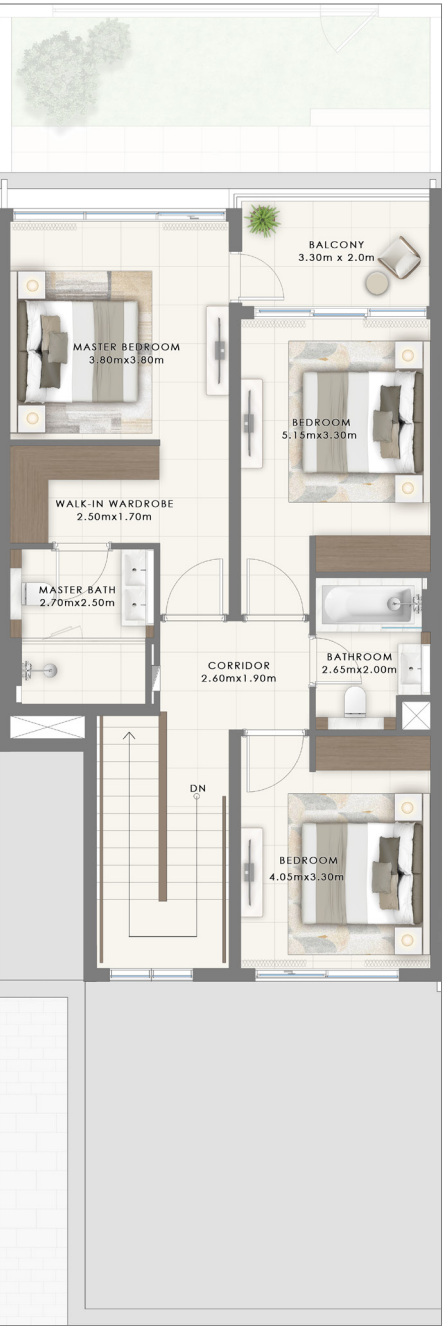 BALCONY
3.30m x 2.0m
MASTER BEDROOM
3.80mx3.80m
BEDROOM
5.15mx3.30m
WALK-IN WARDROBE
2.50mx1.70m
MASTER BATH
2.70mx2.50m
CORRIDOR
2.60mx1.90m
BATHROOM
2.65mx2.00m
DN
BEDROOM
4.05mx3.30m